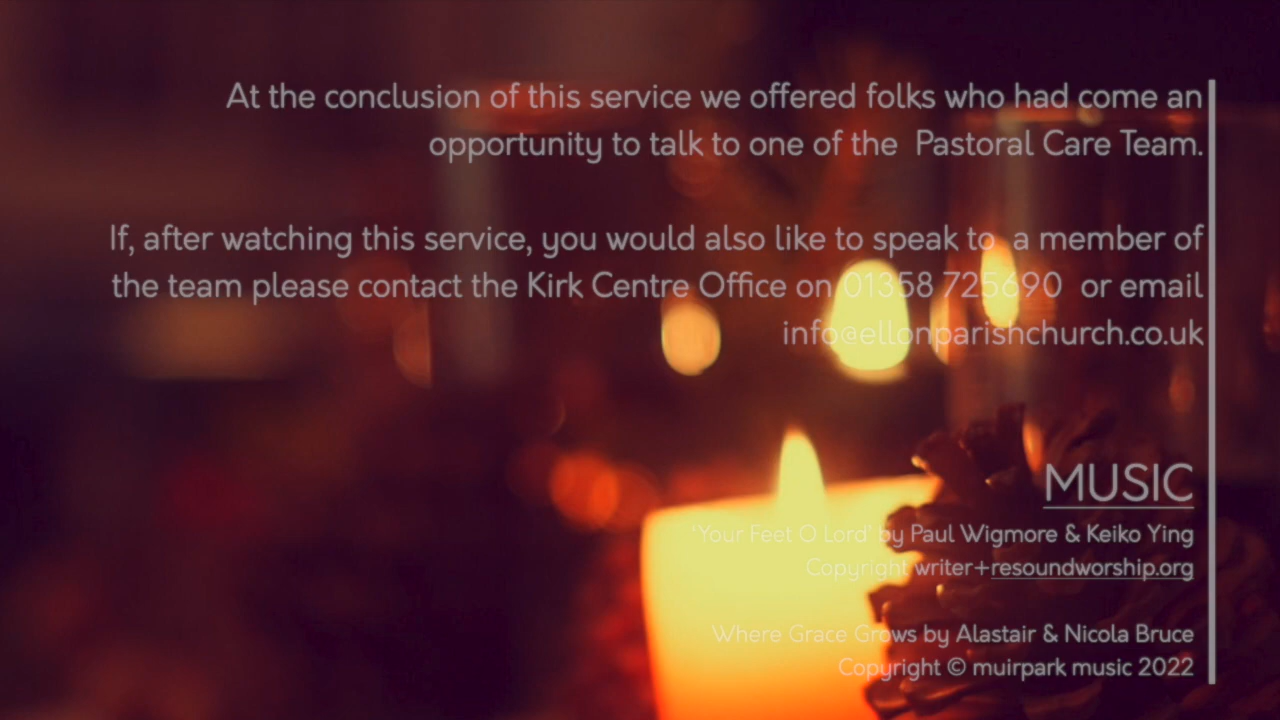 At the conclusion of this service we offered folks who had come an
opportunity to talk to one of the Pastoral Care Team.
If, after watching this service, you would also like to speak to a member of
the team please contact the Kirk Centre Office on 01358 725690 or email
info@ellonparishchurch.co.uk
MUSIC
'Your Feet O Lord' by Paul Wigmore & Keiko Ying
Copyright writer+resoundworship.org
Where Grace Grows by Alastair & Nicola Bruce
Copyright © muirpark music 2022